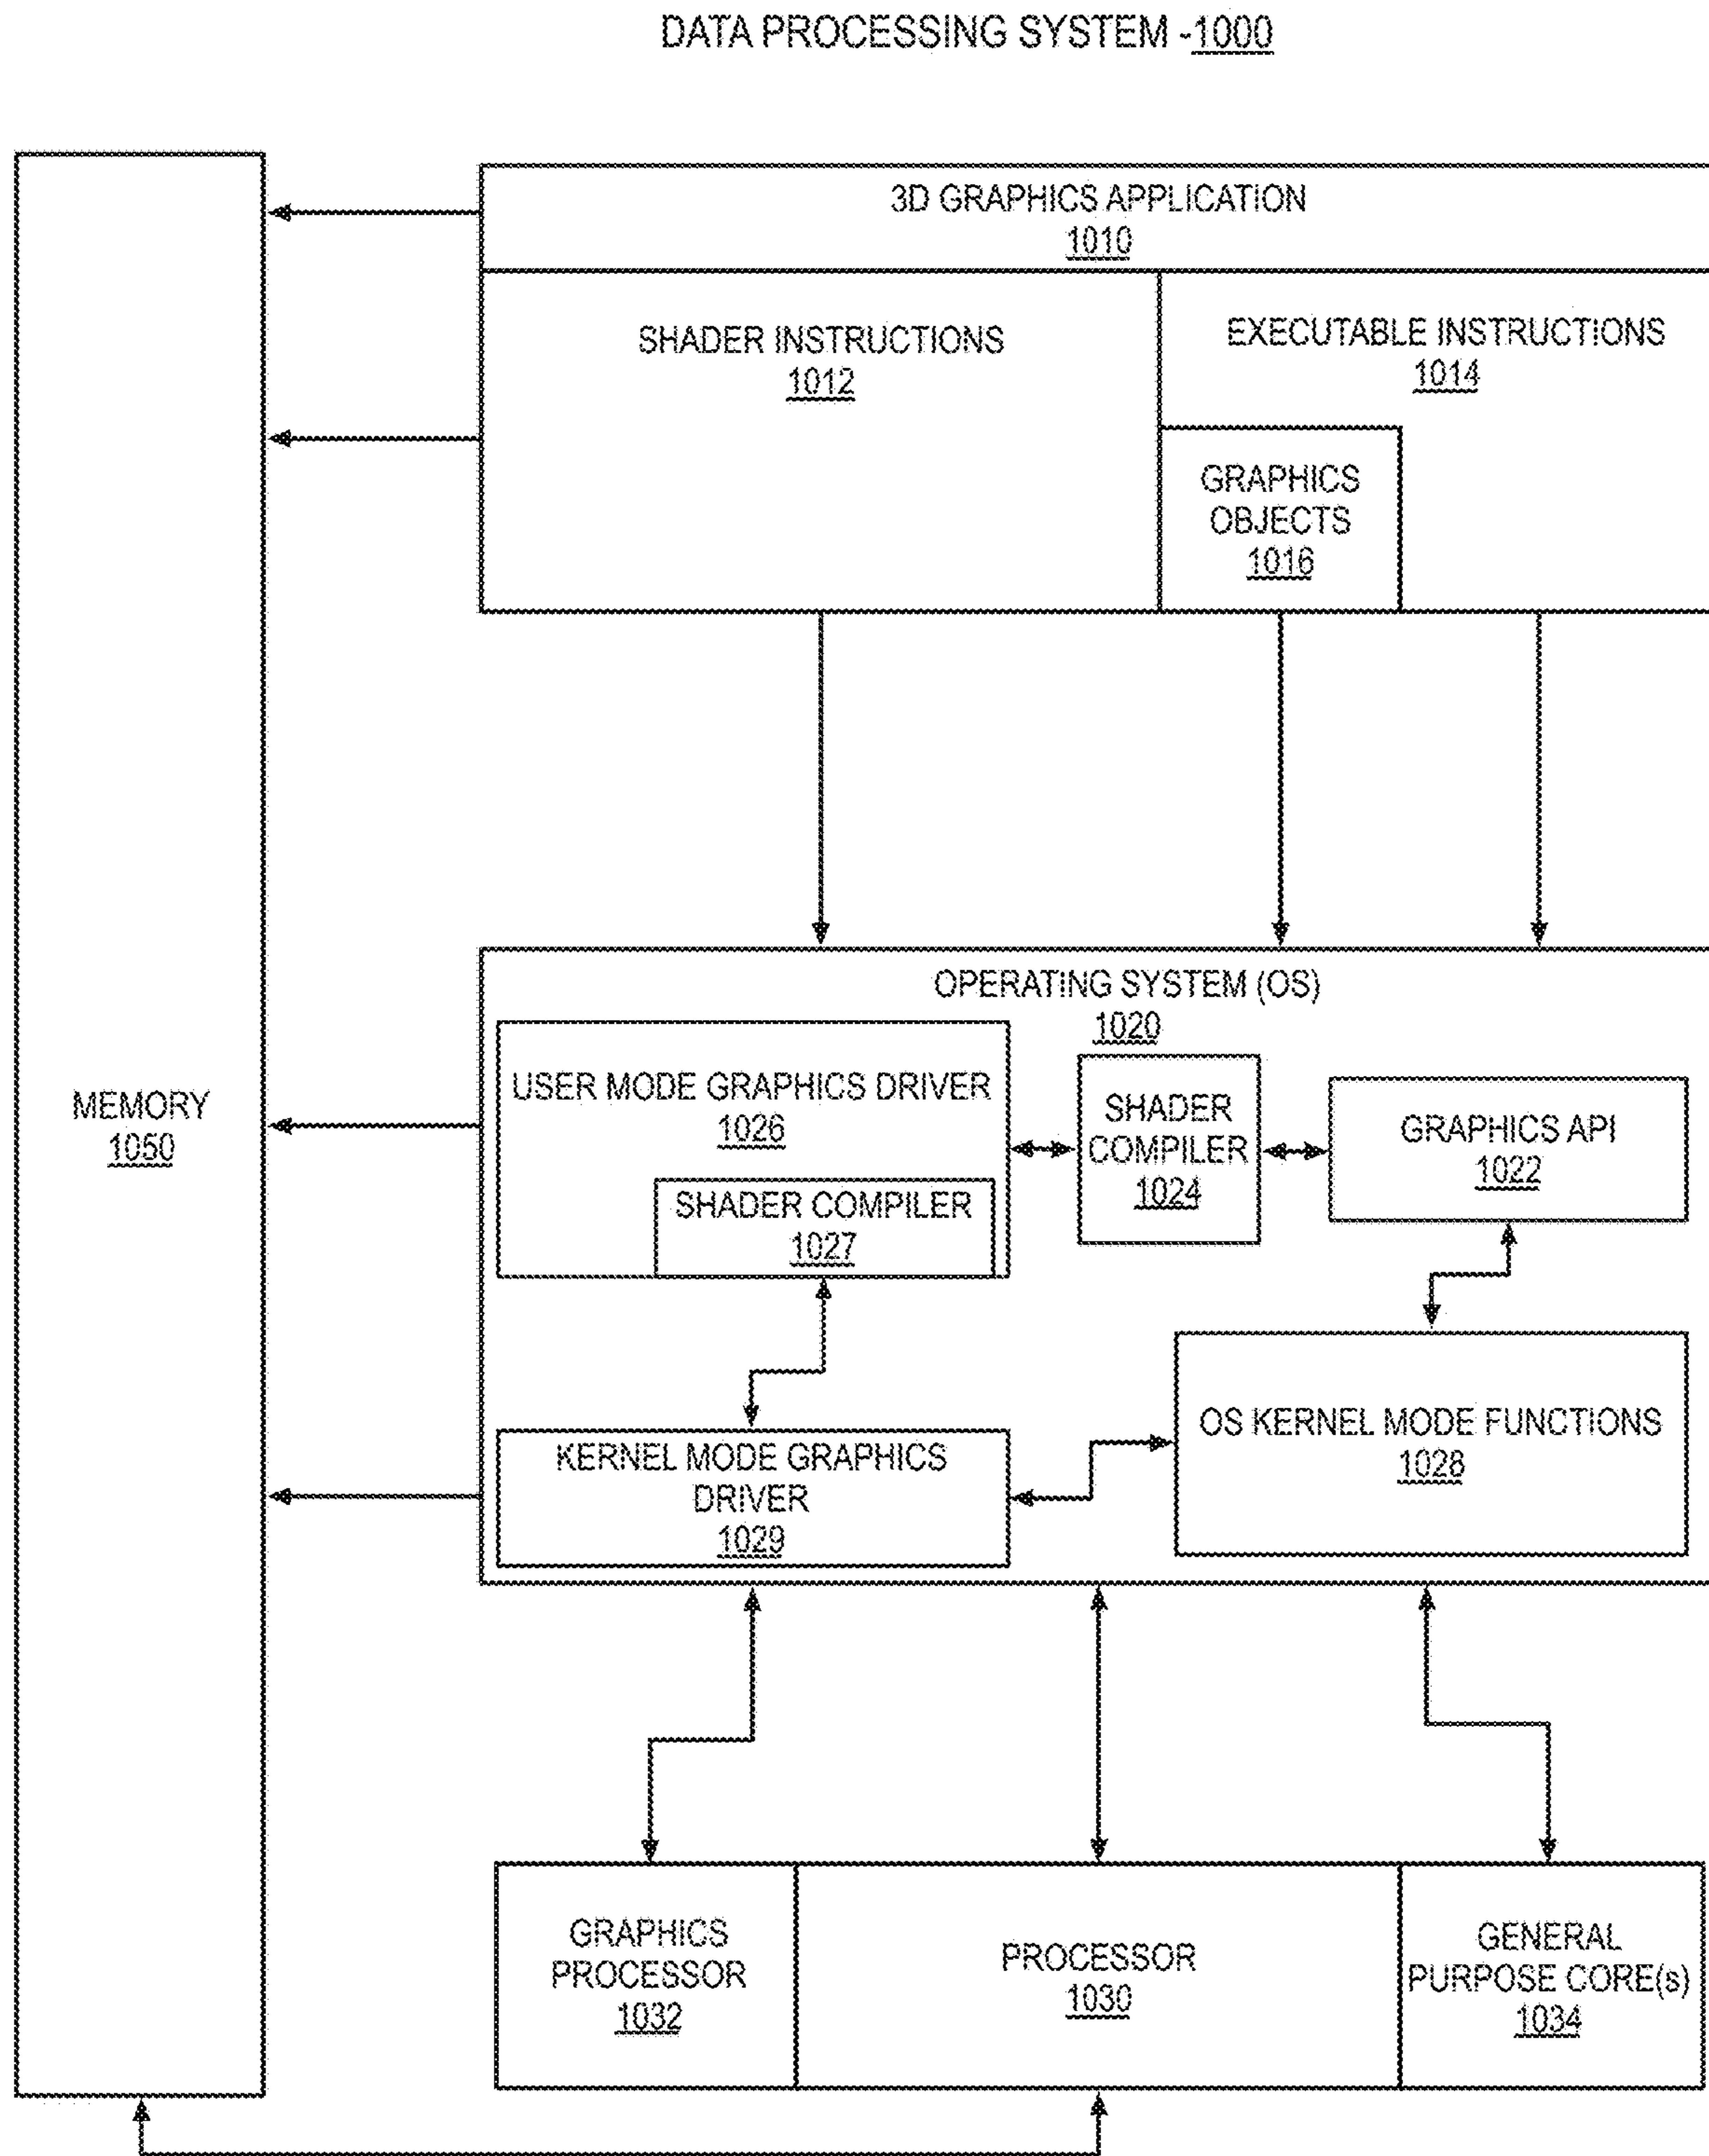 DATA PROCESSING SYSTEM -1000
3D GRAPHICS APPLICATION
1010
SHADER INSTRUCTIONS
1012
EXECUTABLE INSTRUCTIONS
1014
GRAPHICS
OBJECTS
1016
OPERATING SYSTEM (OS)
1020
USER MODE GRAPHICS DRIVER
1026
SHADER COMPILER
1027
SHADER
COMPILER
1024
GRAPHICS API
1022
MEMORY
1050
KERNEL MODE GRAPHICS
DRIVER
1029
OS KERNEL MODE FUNCTIONS
1028
GRAPHICS
PROCESSOR
1032
PROCESSOR
1030
GENERAL
PURPOSE CORE(s)
1034